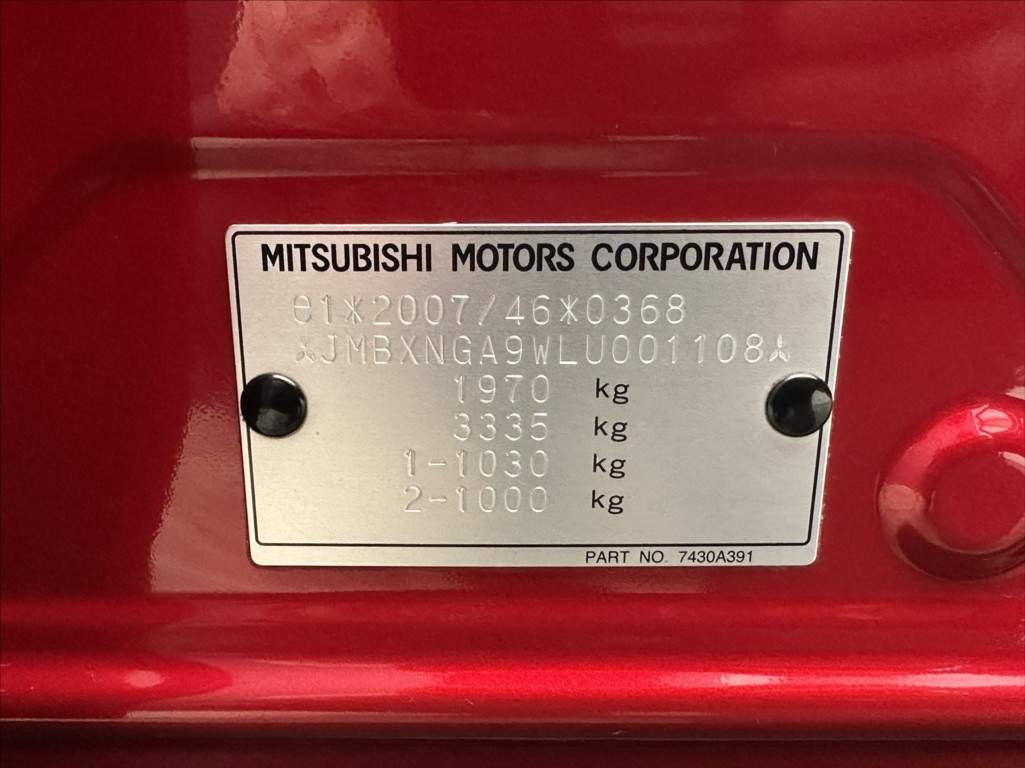 MITSUBISHI MOTORS CORPORATION
e1*2007/46*0368
JMBXNGA9WLU001108
1970 kg
3335 kg
1-1030 kg
2-1000 kg
PART NO. 7430A391